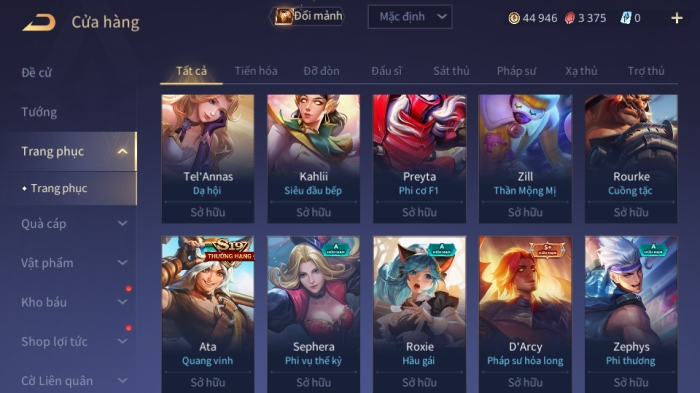 Cửa hàng
Đổi mảnh
Mặc định
44 946
3 375
0
Đề cử
Tướng
Trang phục
Trang phục
Quà cáp
Vật phẩm
Kho báu
Shop lợi tức
Cờ Liên quân
Tất cả
Tiến hóa
Đỡ đòn
Đấu sĩ
Sát thủ
Pháp sư
Xạ thủ
Trợ thủ
Tel'Annas
Dạ hội
Sở hữu
Kahlii
Siêu đầu bếp
Sở hữu
Preyta
Phi cơ F1
Sở hữu
Zill
Thần Mộng Mị
Sở hữu
Rourke
Cuồng tặc
Sở hữu
S19
THƯỞNG HẠNG
Ata
Quang vinh
Sở hữu
A
Sephera
Phi vụ thế kỷ
Sở hữu
A
Roxie
Hầu gái
Sở hữu
S+
D'Arcy
Pháp sư hỏa long
Sở hữu
A
Zephys
Phi thương
Sở hữu